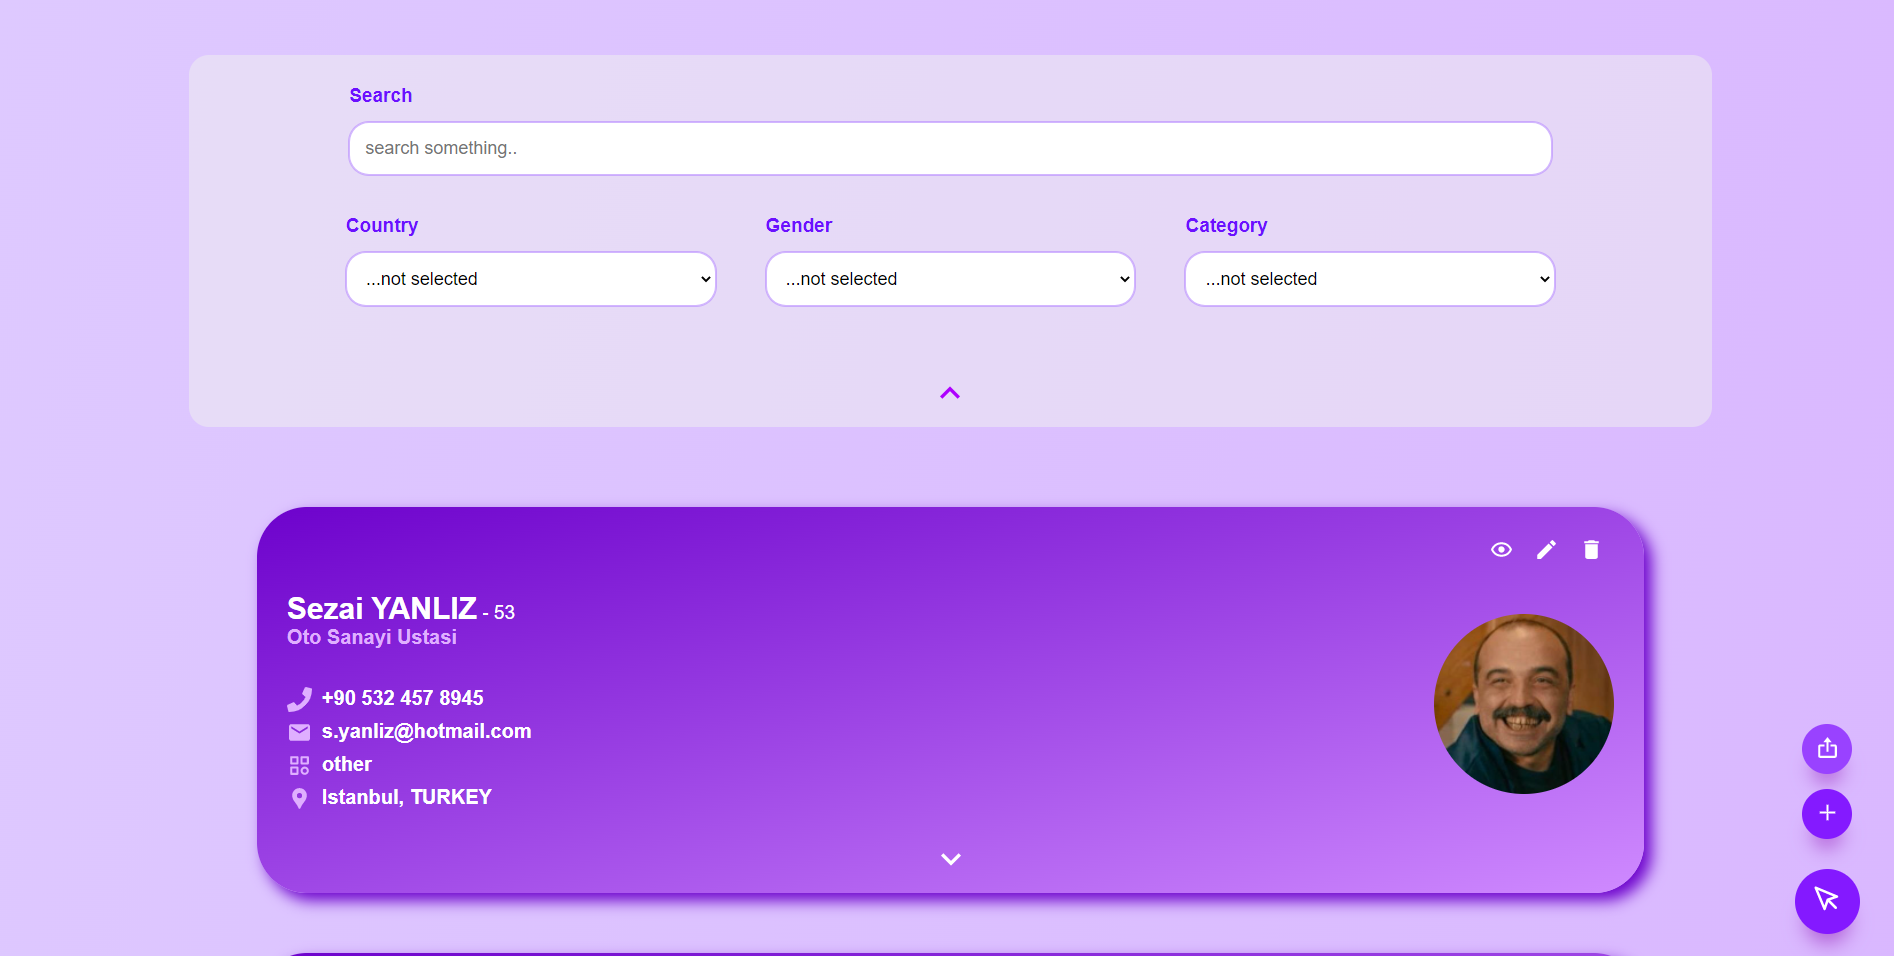 Search
search something..
Country Gender Category
...not selected ...not selected ...not selected
Sezai YANLIZ - 53
Oto Sanayi Ustasi
+90 532 457 8945
s.yanliz@hotmail.com
other
Istanbul, TURKEY